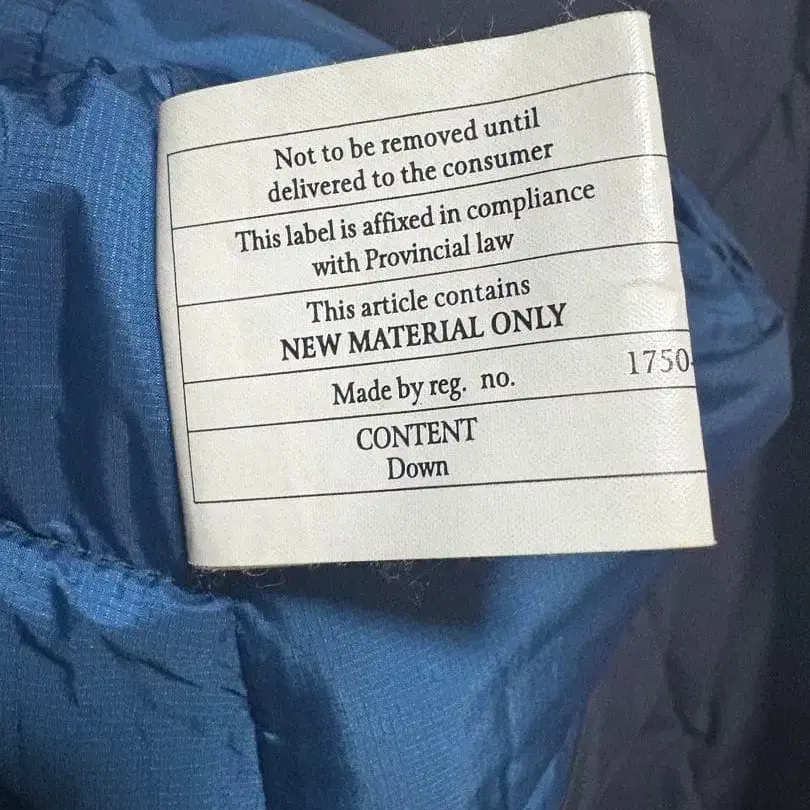 Not to be removed until
delivered to the consumer
This label is affixed in compliance
with Provincial law
This article contains
NEW MATERIAL ONLY
Made by reg. no. 1750
CONTENT
Down